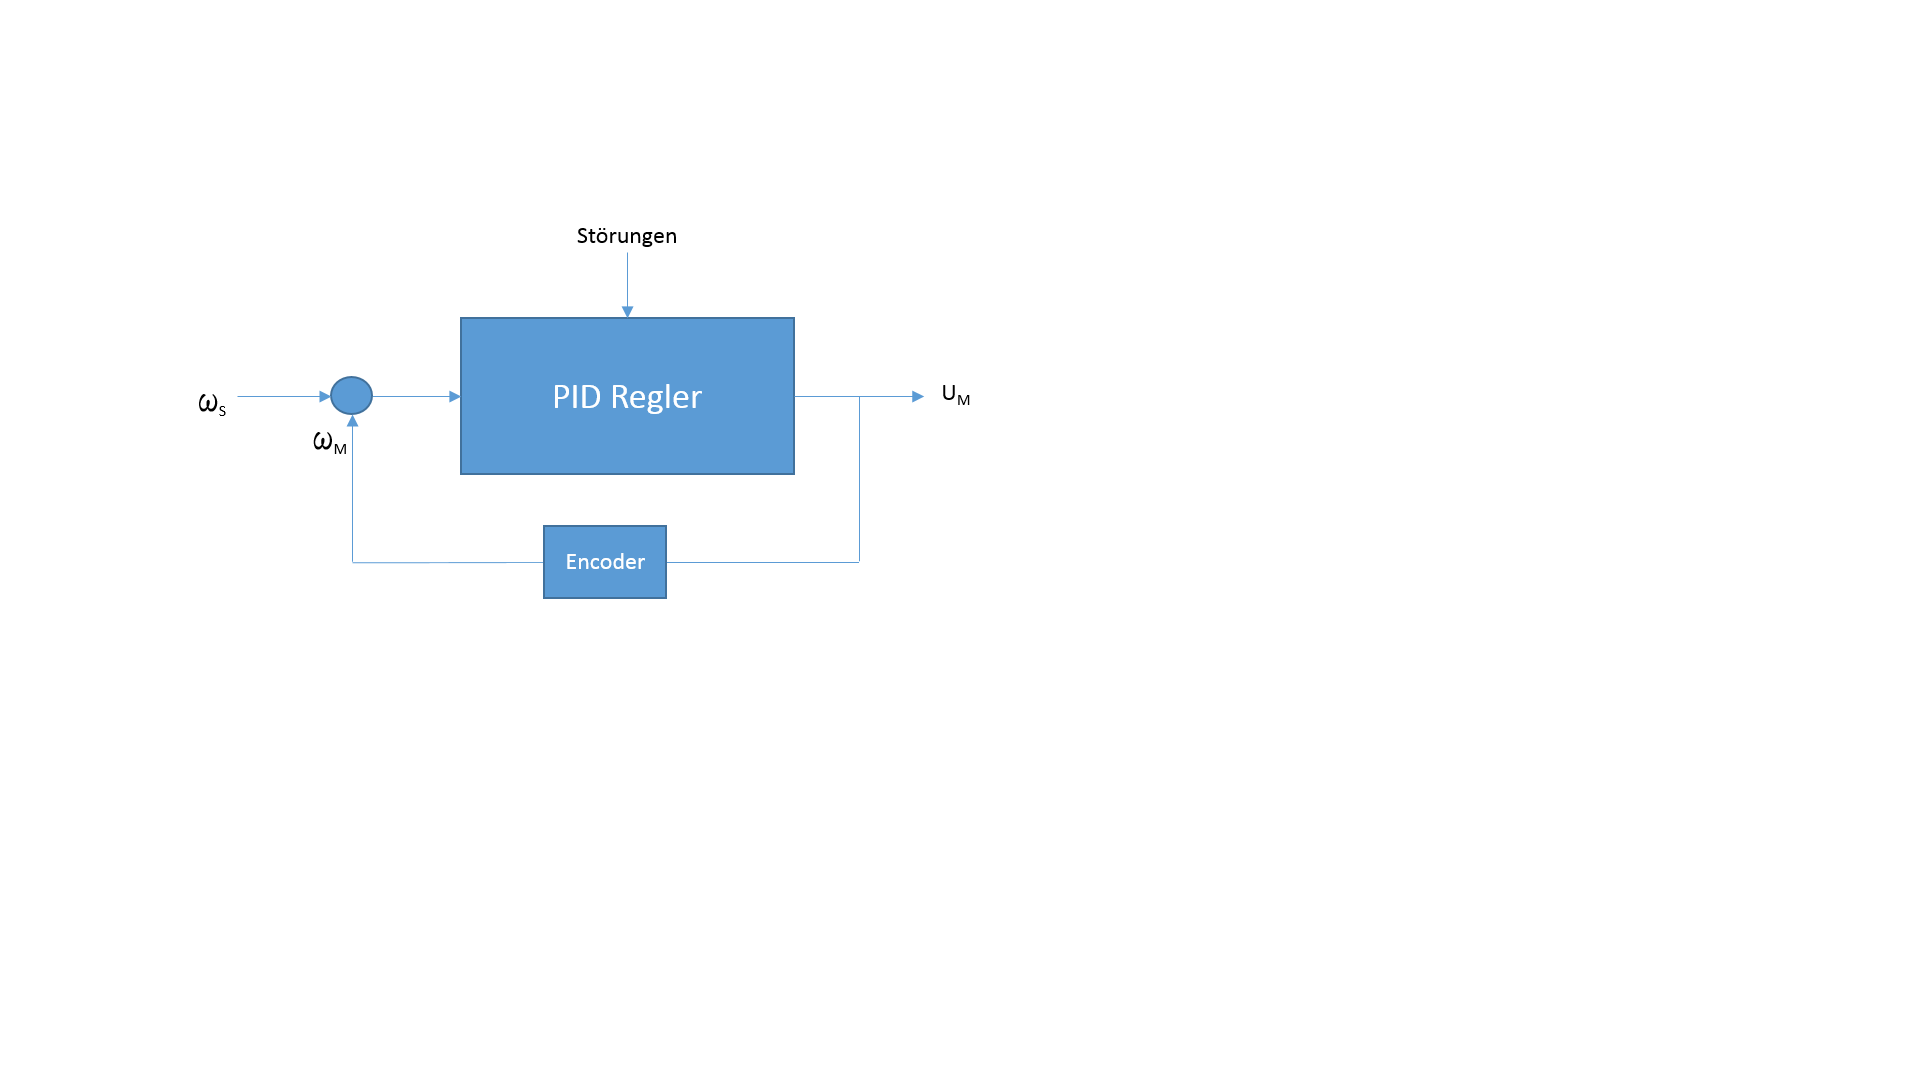 Störungen
PID Regler
ωS
UM
ωM
Encoder